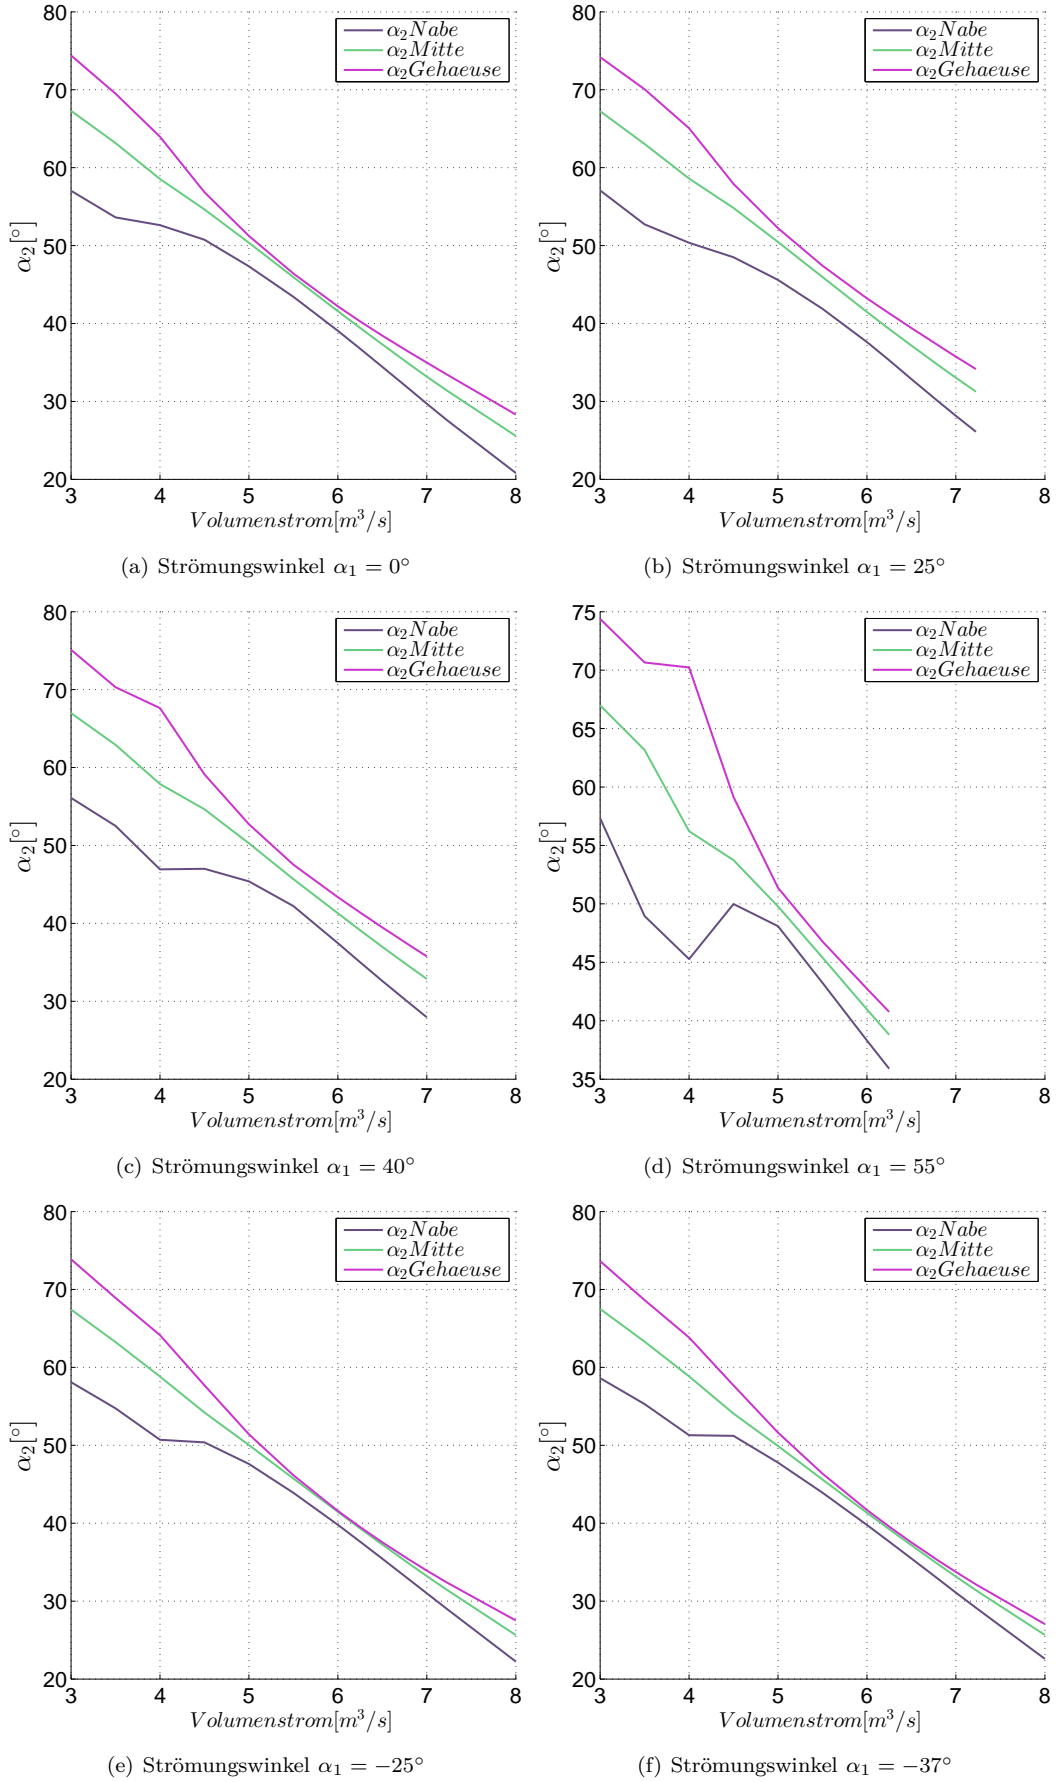 80
70
60
50
40
30
20
α₂[°]
α₂Nabe
α₂Mitte
α₂Gehaeuse
3 4 5 6 7 8
Volumenstrom[m³/s]
(a) Strömungswinkel α₁ = 0°
80
70
60
50
40
30
20
α₂[°]
α₂Nabe
α₂Mitte
α₂Gehaeuse
3 4 5 6 7 8
Volumenstrom[m³/s]
(b) Strömungswinkel α₁ = 25°
80
70
60
50
40
30
20
α₂[°]
α₂Nabe
α₂Mitte
α₂Gehaeuse
3 4 5 6 7 8
Volumenstrom[m³/s]
(c) Strömungswinkel α₁ = 40°
75
70
65
60
55
50
45
40
35
α₂[°]
α₂Nabe
α₂Mitte
α₂Gehaeuse
3 4 5 6 7 8
Volumenstrom[m³/s]
(d) Strömungswinkel α₁ = 55°
80
70
60
50
40
30
20
α₂[°]
α₂Nabe
α₂Mitte
α₂Gehaeuse
3 4 5 6 7 8
Volumenstrom[m³/s]
(e) Strömungswinkel α₁ = −25°
80
70
60
50
40
30
20
α₂[°]
α₂Nabe
α₂Mitte
α₂Gehaeuse
3 4 5 6 7 8
Volumenstrom[m³/s]
(f) Strömungswinkel α₁ = −37°